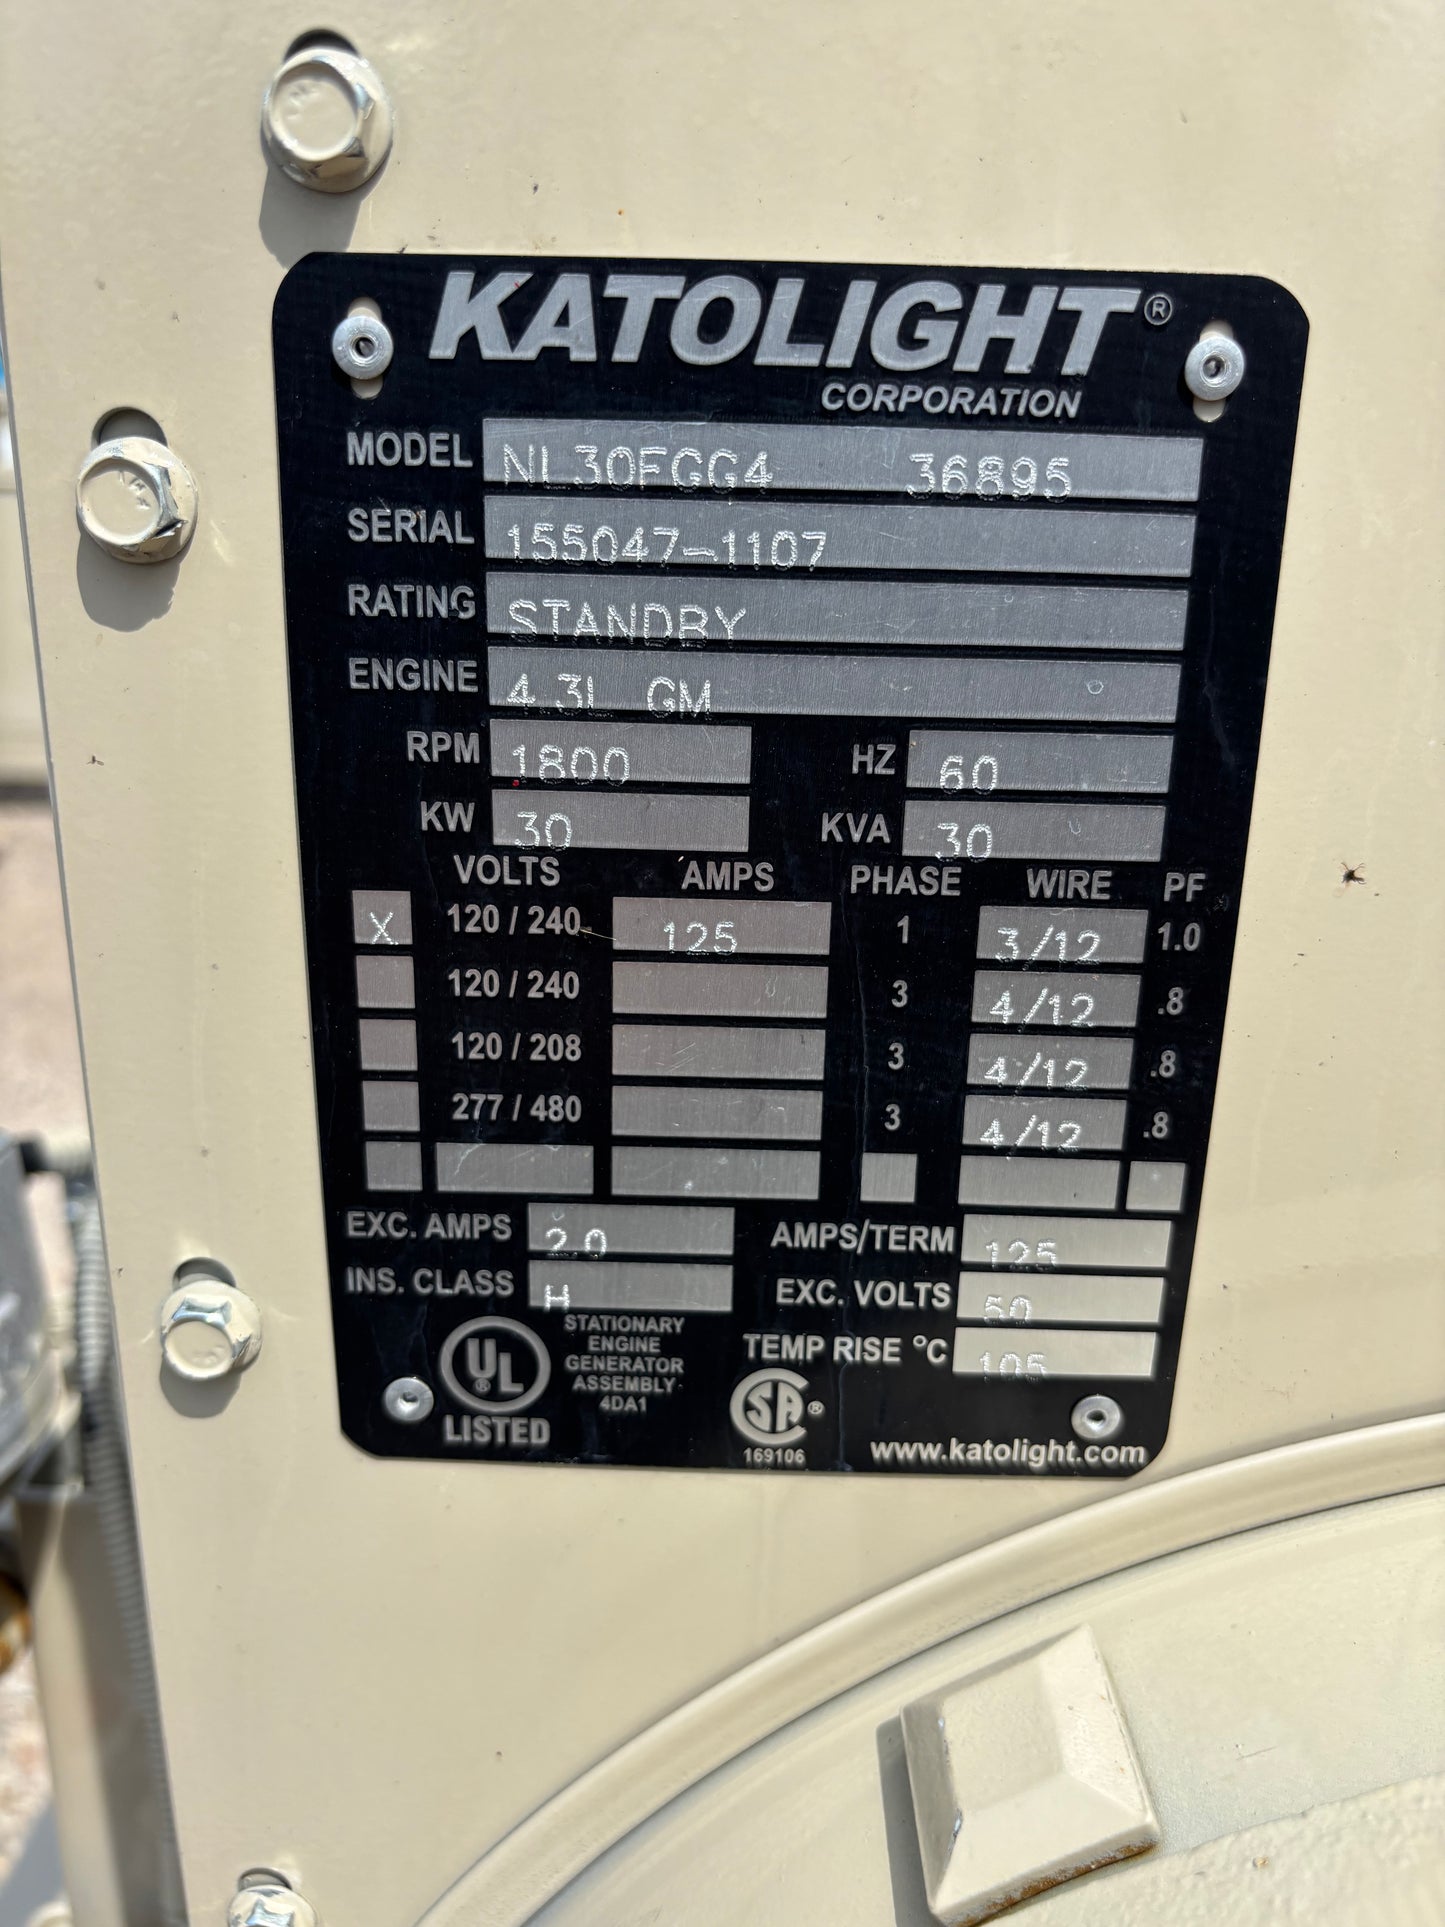 KATOLIGHT®
CORPORATION
MODEL NL30FGG4 36895
SERIAL 155047-1107
RATING STANDBY
ENGINE 4.3L GM
RPM 1800 HZ 60
KW 30 KVA 30
VOLTS AMPS PHASE WIRE PF
X 120 / 240 125 1 3/12 1.0
120 / 240 3 4/12 .8
120 / 208 3 4/12 .8
277 / 480 3 4/12 .8
EXC. AMPS 2.0 AMPS/TERM 125
INS. CLASS H EXC. VOLTS 50
TEMP RISE °C 105
UL®
LISTED
STATIONARY
ENGINE
GENERATOR
ASSEMBLY
4DA1
SA®
169106
www.katolight.com